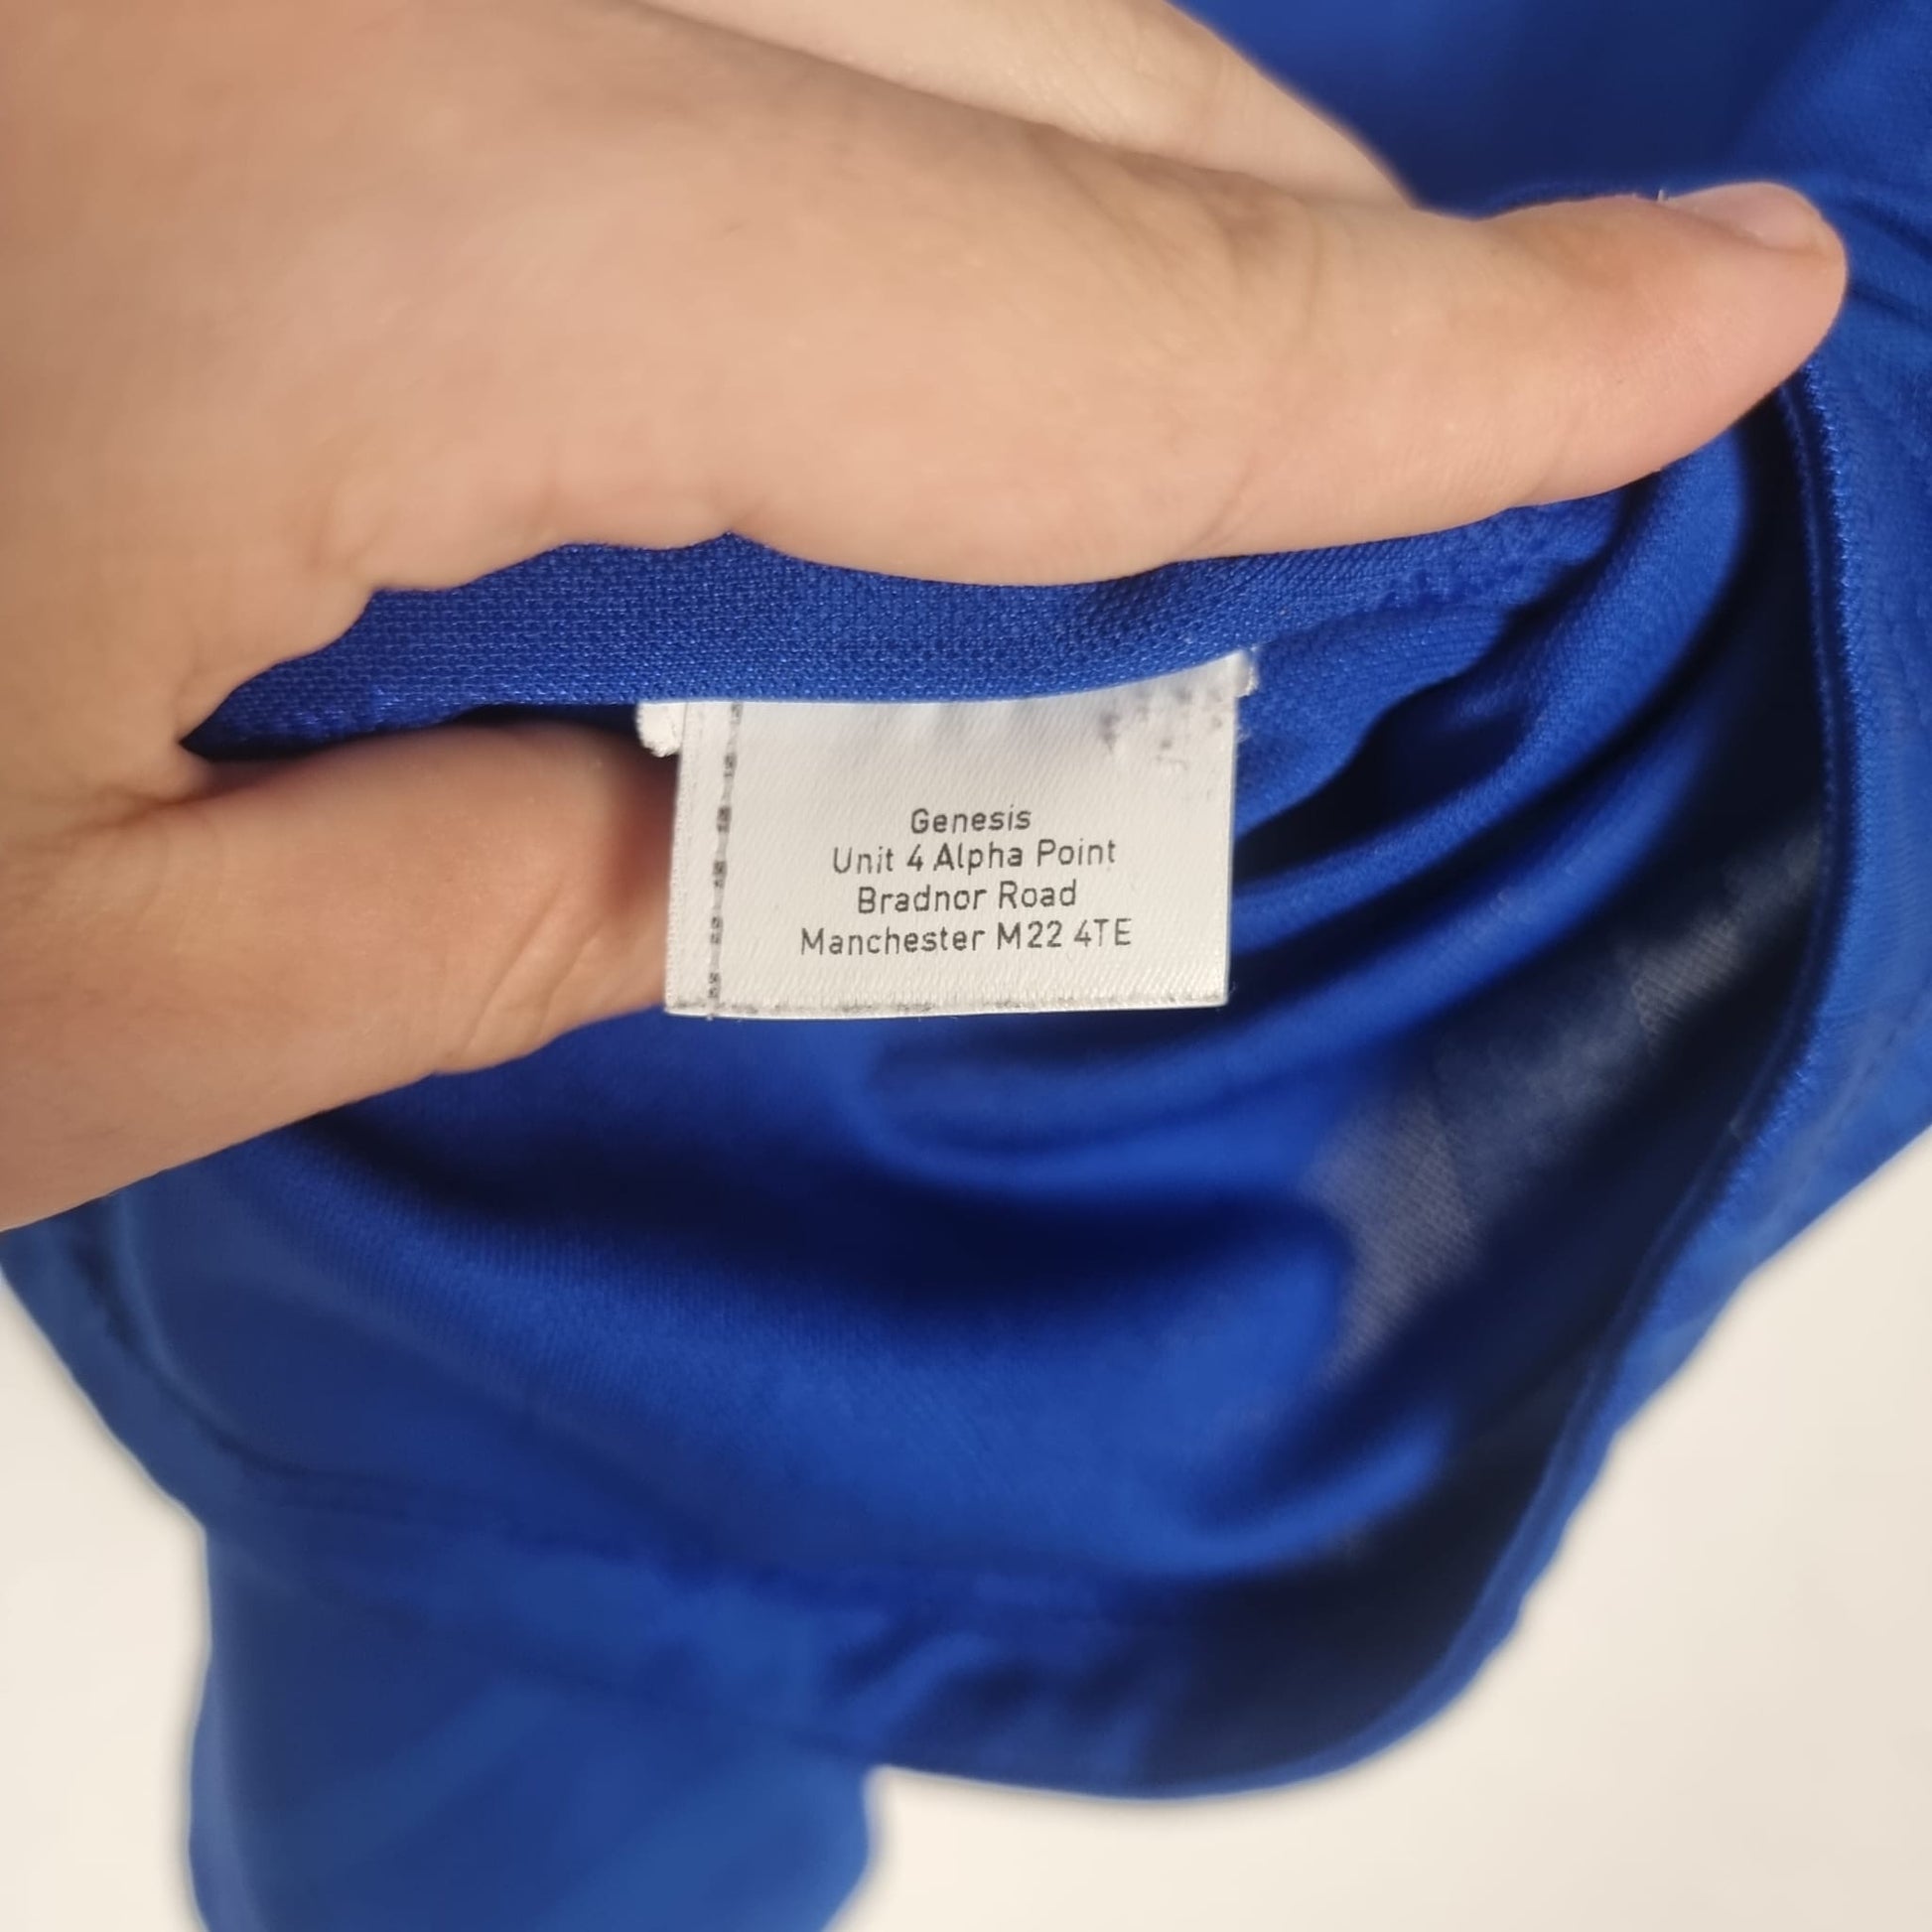 Genesis
Unit 4 Alpha Point
Bradnor Road
Manchester M22 4TE